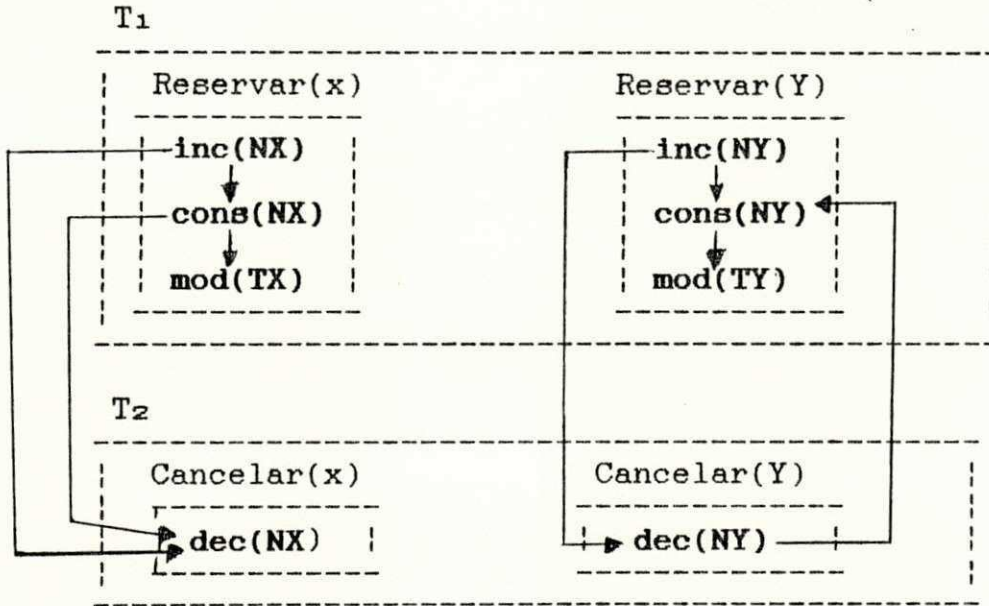 T1
Reservar(x) Reservar(Y)
inc(NX) inc(NY)
cons(NX) cons(NY)
mod(TX) mod(TY)
T2
Cancelar(x) Cancelar(Y)
dec(NX) dec(NY)